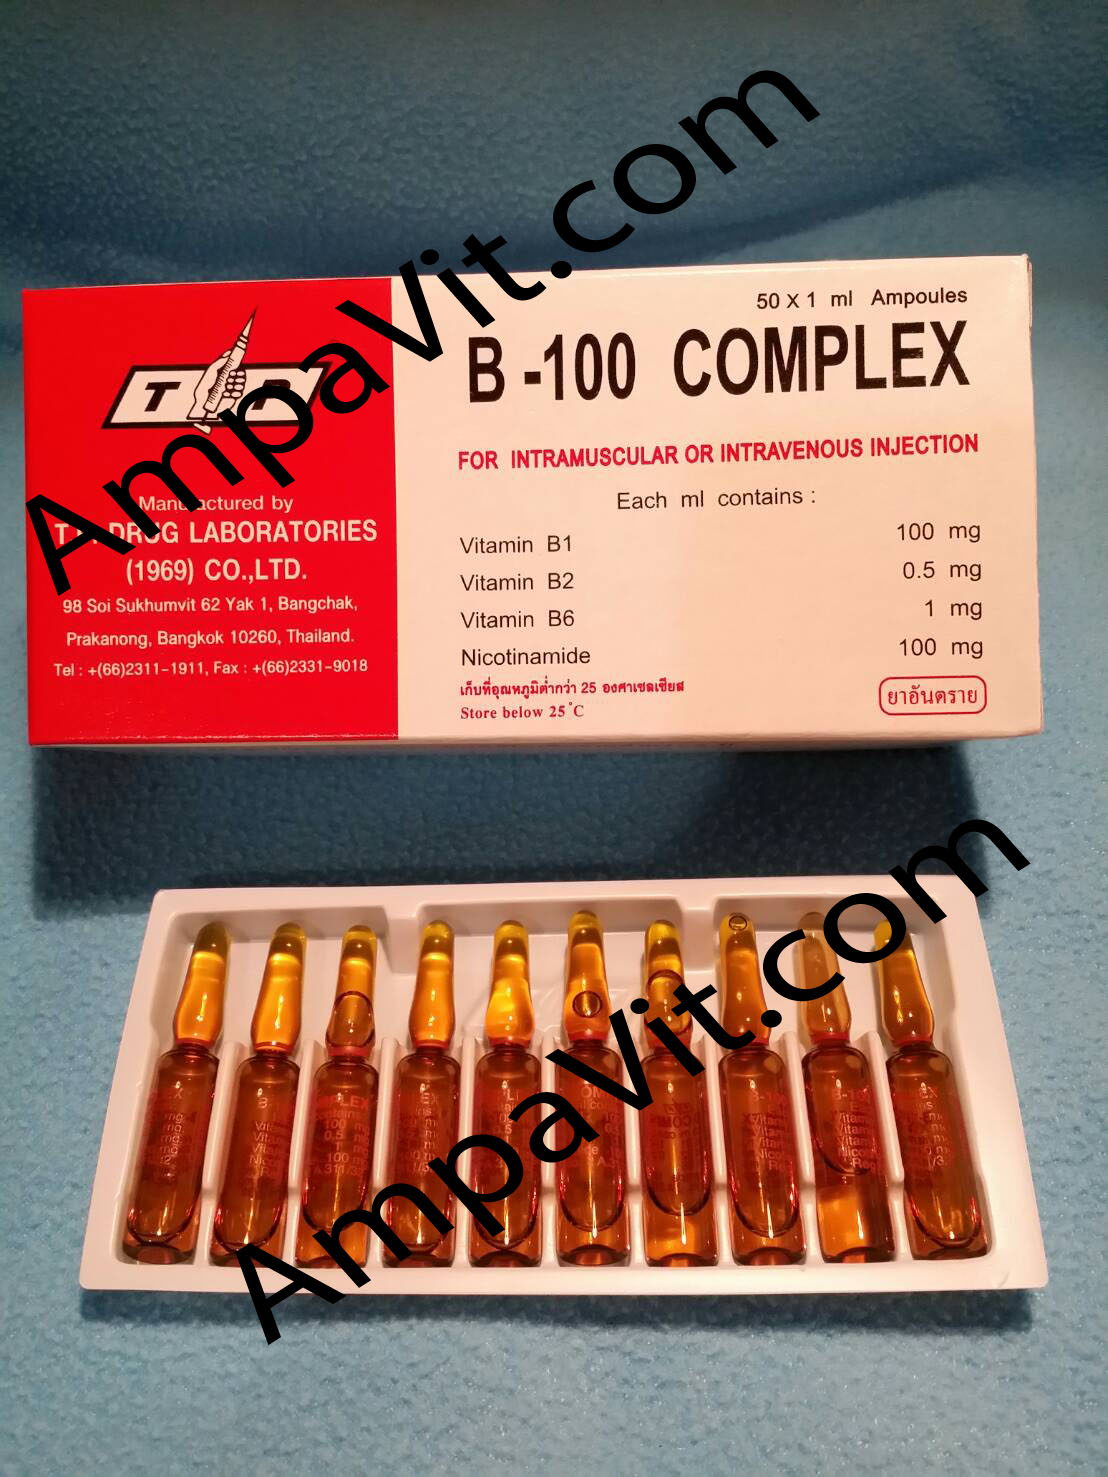 AmpaVit.com
50 X 1 ml Ampoules
B-100 COMPLEX
FOR INTRAMUSCULAR OR INTRAVENOUS INJECTION
Each ml contains :
Vitamin B1 100 mg
Vitamin B2 0.5 mg
Vitamin B6 1 mg
Nicotinamide 100 mg
เก็บที่อุณหภูมิต่ำกว่า 25 องศาเซลเซียส
Store below 25°C
ยาอันตราย
T P
Manufactured by
DRUG LABORATORIES
(1969) CO.,LTD.
98 Soi Sukhumvit 62 Yak 1, Bangchak,
Prakanong, Bangkok 10260, Thailand.
Tel : +(66)2311-1911, Fax : +(66)2331-9018
AmpaVit.com